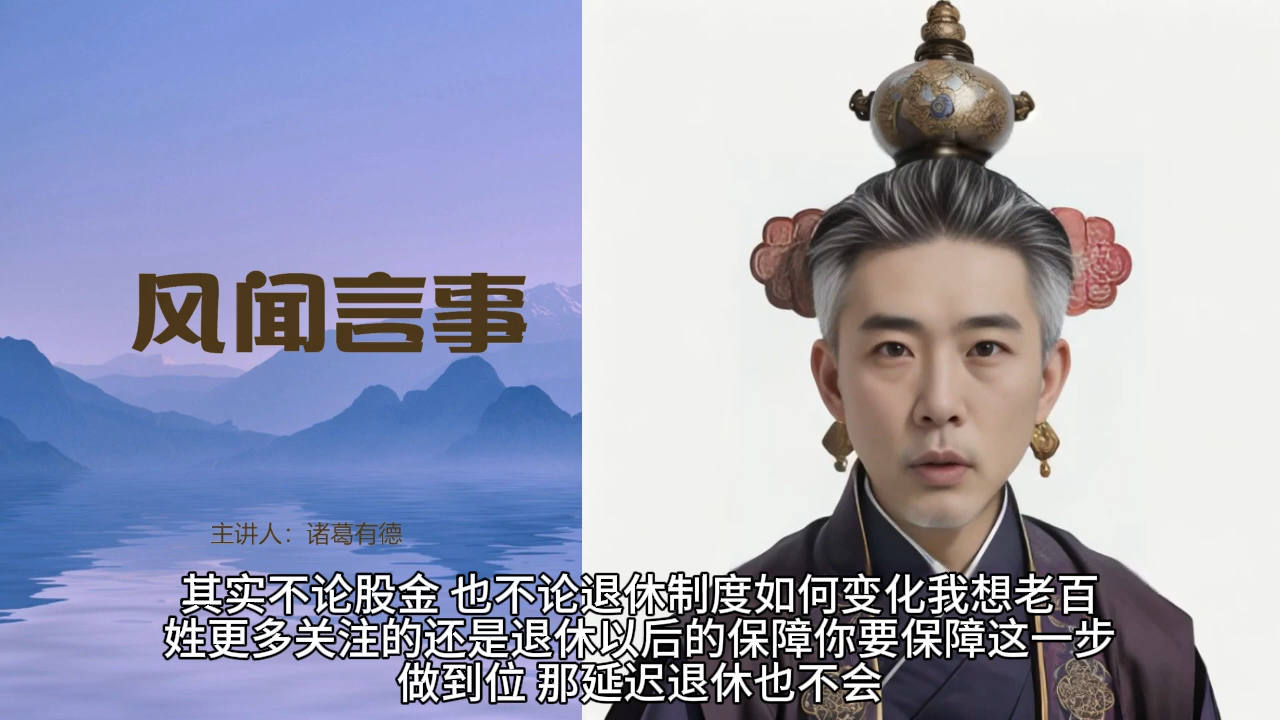 风闻言事
主讲人：诸葛有德
其实不论股金 也不论退休制度如何变化我想老百
姓更多关注的还是退休以后的保障你要保障这一步
做到位 那延迟退休也不会